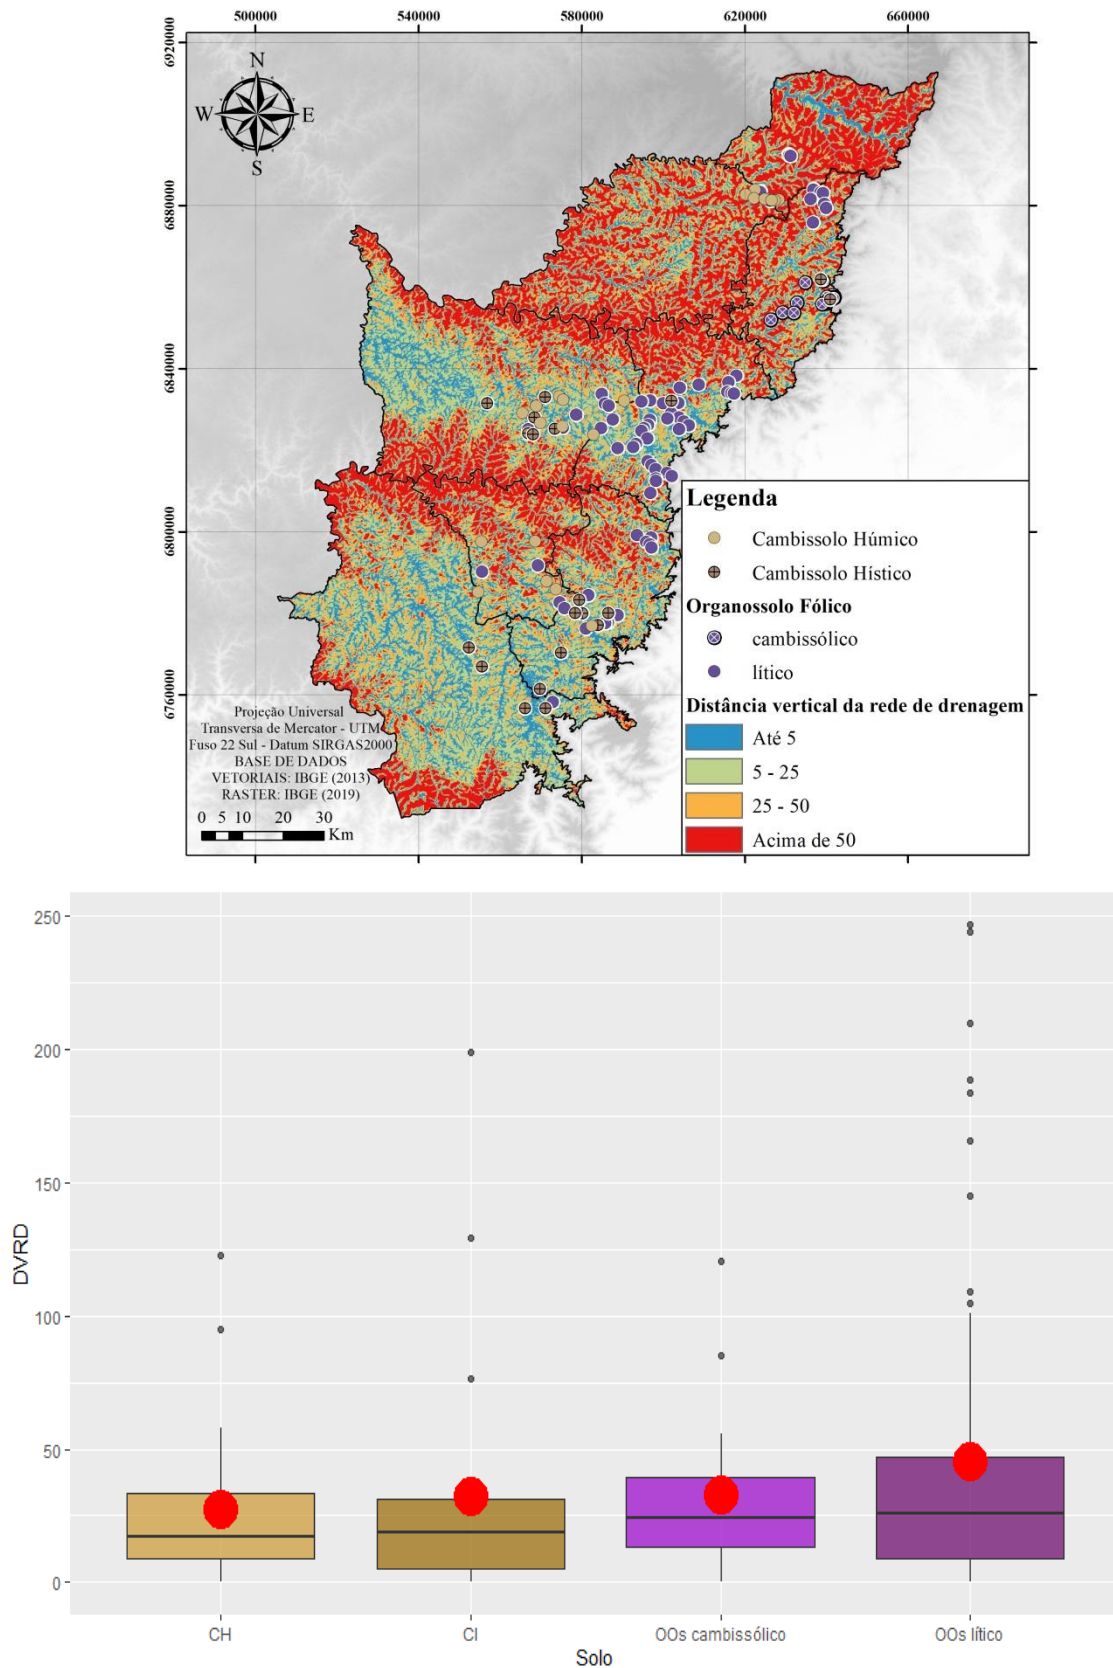 500000 540000 580000 620000 660000
6920000
6880000
6840000
6800000
6760000
N
W E
S
Legenda
Cambissolo Húmico
Cambissolo Hístico
Organossolo Fólico
cambissólico
lítico
Distância vertical da rede de drenagem
Até 5
5 - 25
25 - 50
Acima de 50
Projeção Universal
Transversa de Mercator - UTM
Fuso 22 Sul - Datum SIRGAS2000
BASE DE DADOS
VETORIAIS: IBGE (2013)
RASTER: IBGE (2019)
0 5 10 20 30
Km
250
200
150
100
50
0
DVRD
CH CI OOs cambissólico OOs lítico
Solo